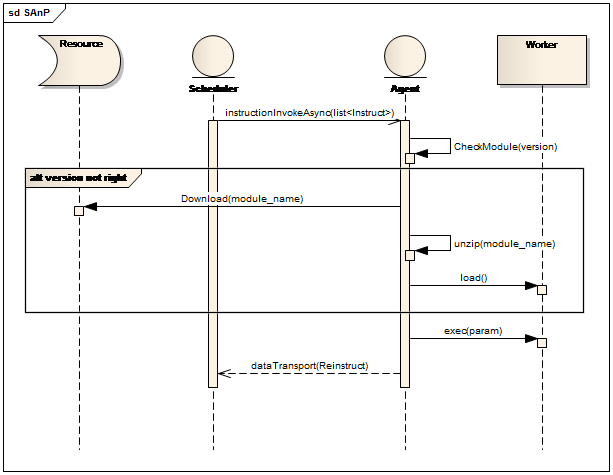 sd SAnP
Resource
Scheduler
Agent
Worker
instructionInvokeAsync(list<Instruct>)
CheckModule(version)
alt version not right
Download(module_name)
unzip(module_name)
load()
exec(param)
dataTransport(Reinstruct)